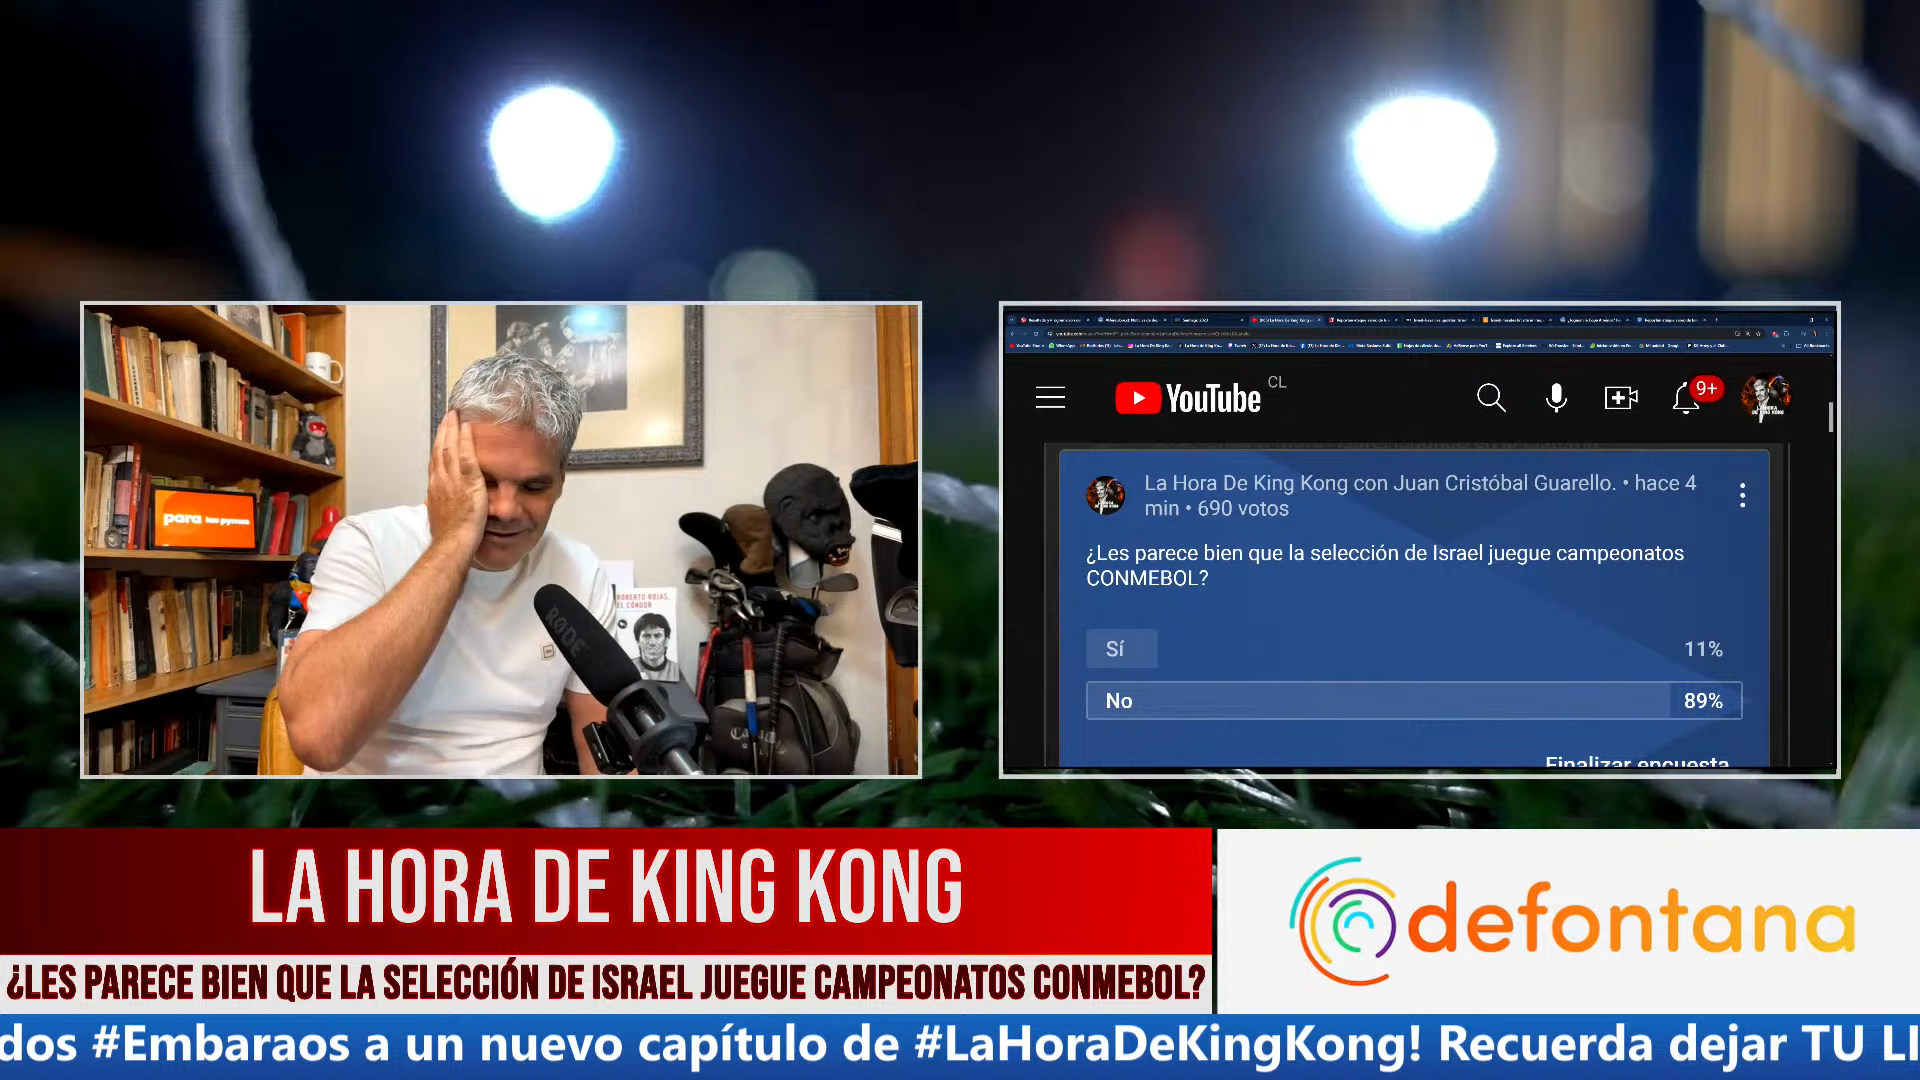 para las pymes
ROBERTO ROJAS,
EL CÓNDOR
RØDE
YouTube CL
9+
La Hora De King Kong con Juan Cristóbal Guarello. • hace 4
min • 690 votos
¿Les parece bien que la selección de Israel juegue campeonatos
CONMEBOL?
Sí 11%
No 89%
Finalizar encuesta
LA HORA DE KING KONG
¿LES PARECE BIEN QUE LA SELECCIÓN DE ISRAEL JUEGUE CAMPEONATOS CONMEBOL?
defontana
dos #Embaraos a un nuevo capítulo de #LaHoraDeKingKong! Recuerda dejar TU LI